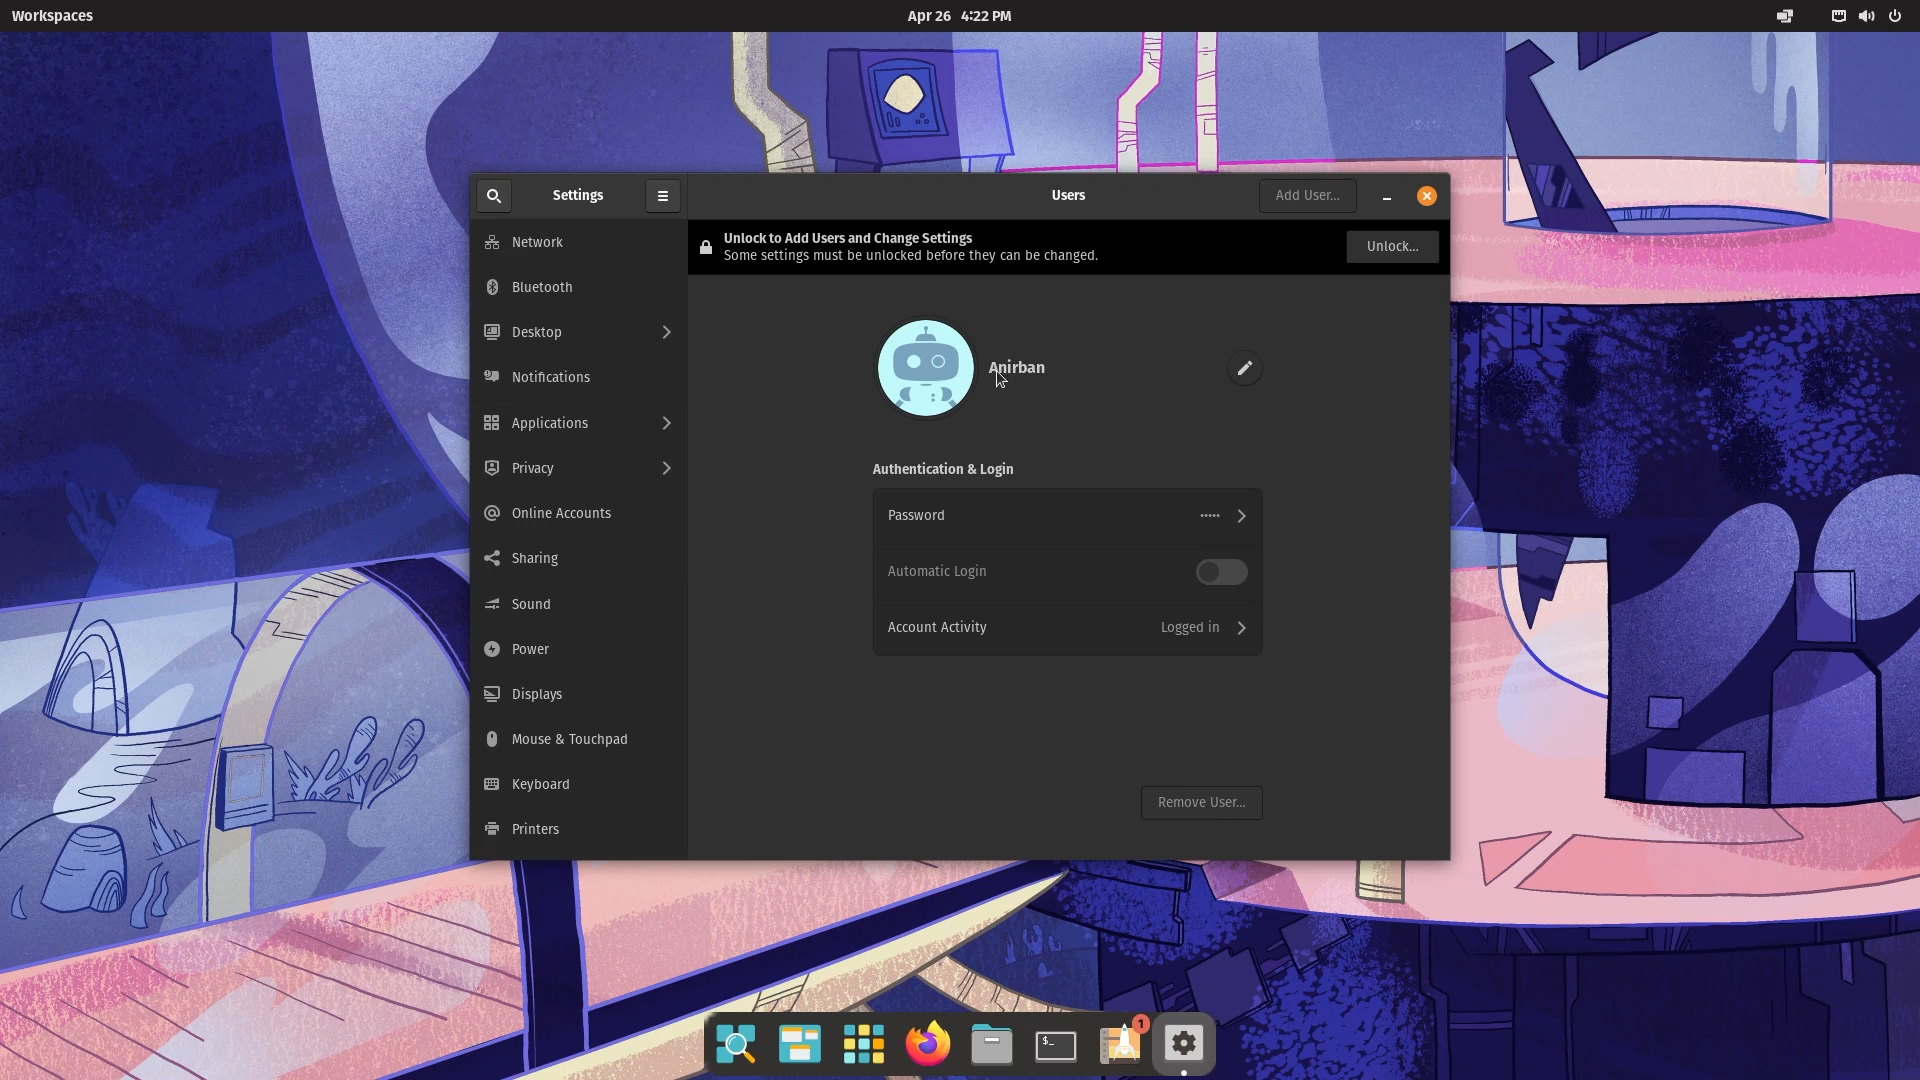 Workspaces
Apr 26 4:22 PM
Settings
Users
Add User...
Network
Bluetooth
Desktop
Notifications
Applications
Privacy
Online Accounts
Sharing
Sound
Power
Displays
Mouse & Touchpad
Keyboard
Printers
Unlock to Add Users and Change Settings
Some settings must be unlocked before they can be changed.
Unlock...
Anirban
Authentication & Login
Password •••••
Automatic Login
Account Activity Logged in
Remove User...
$_
1